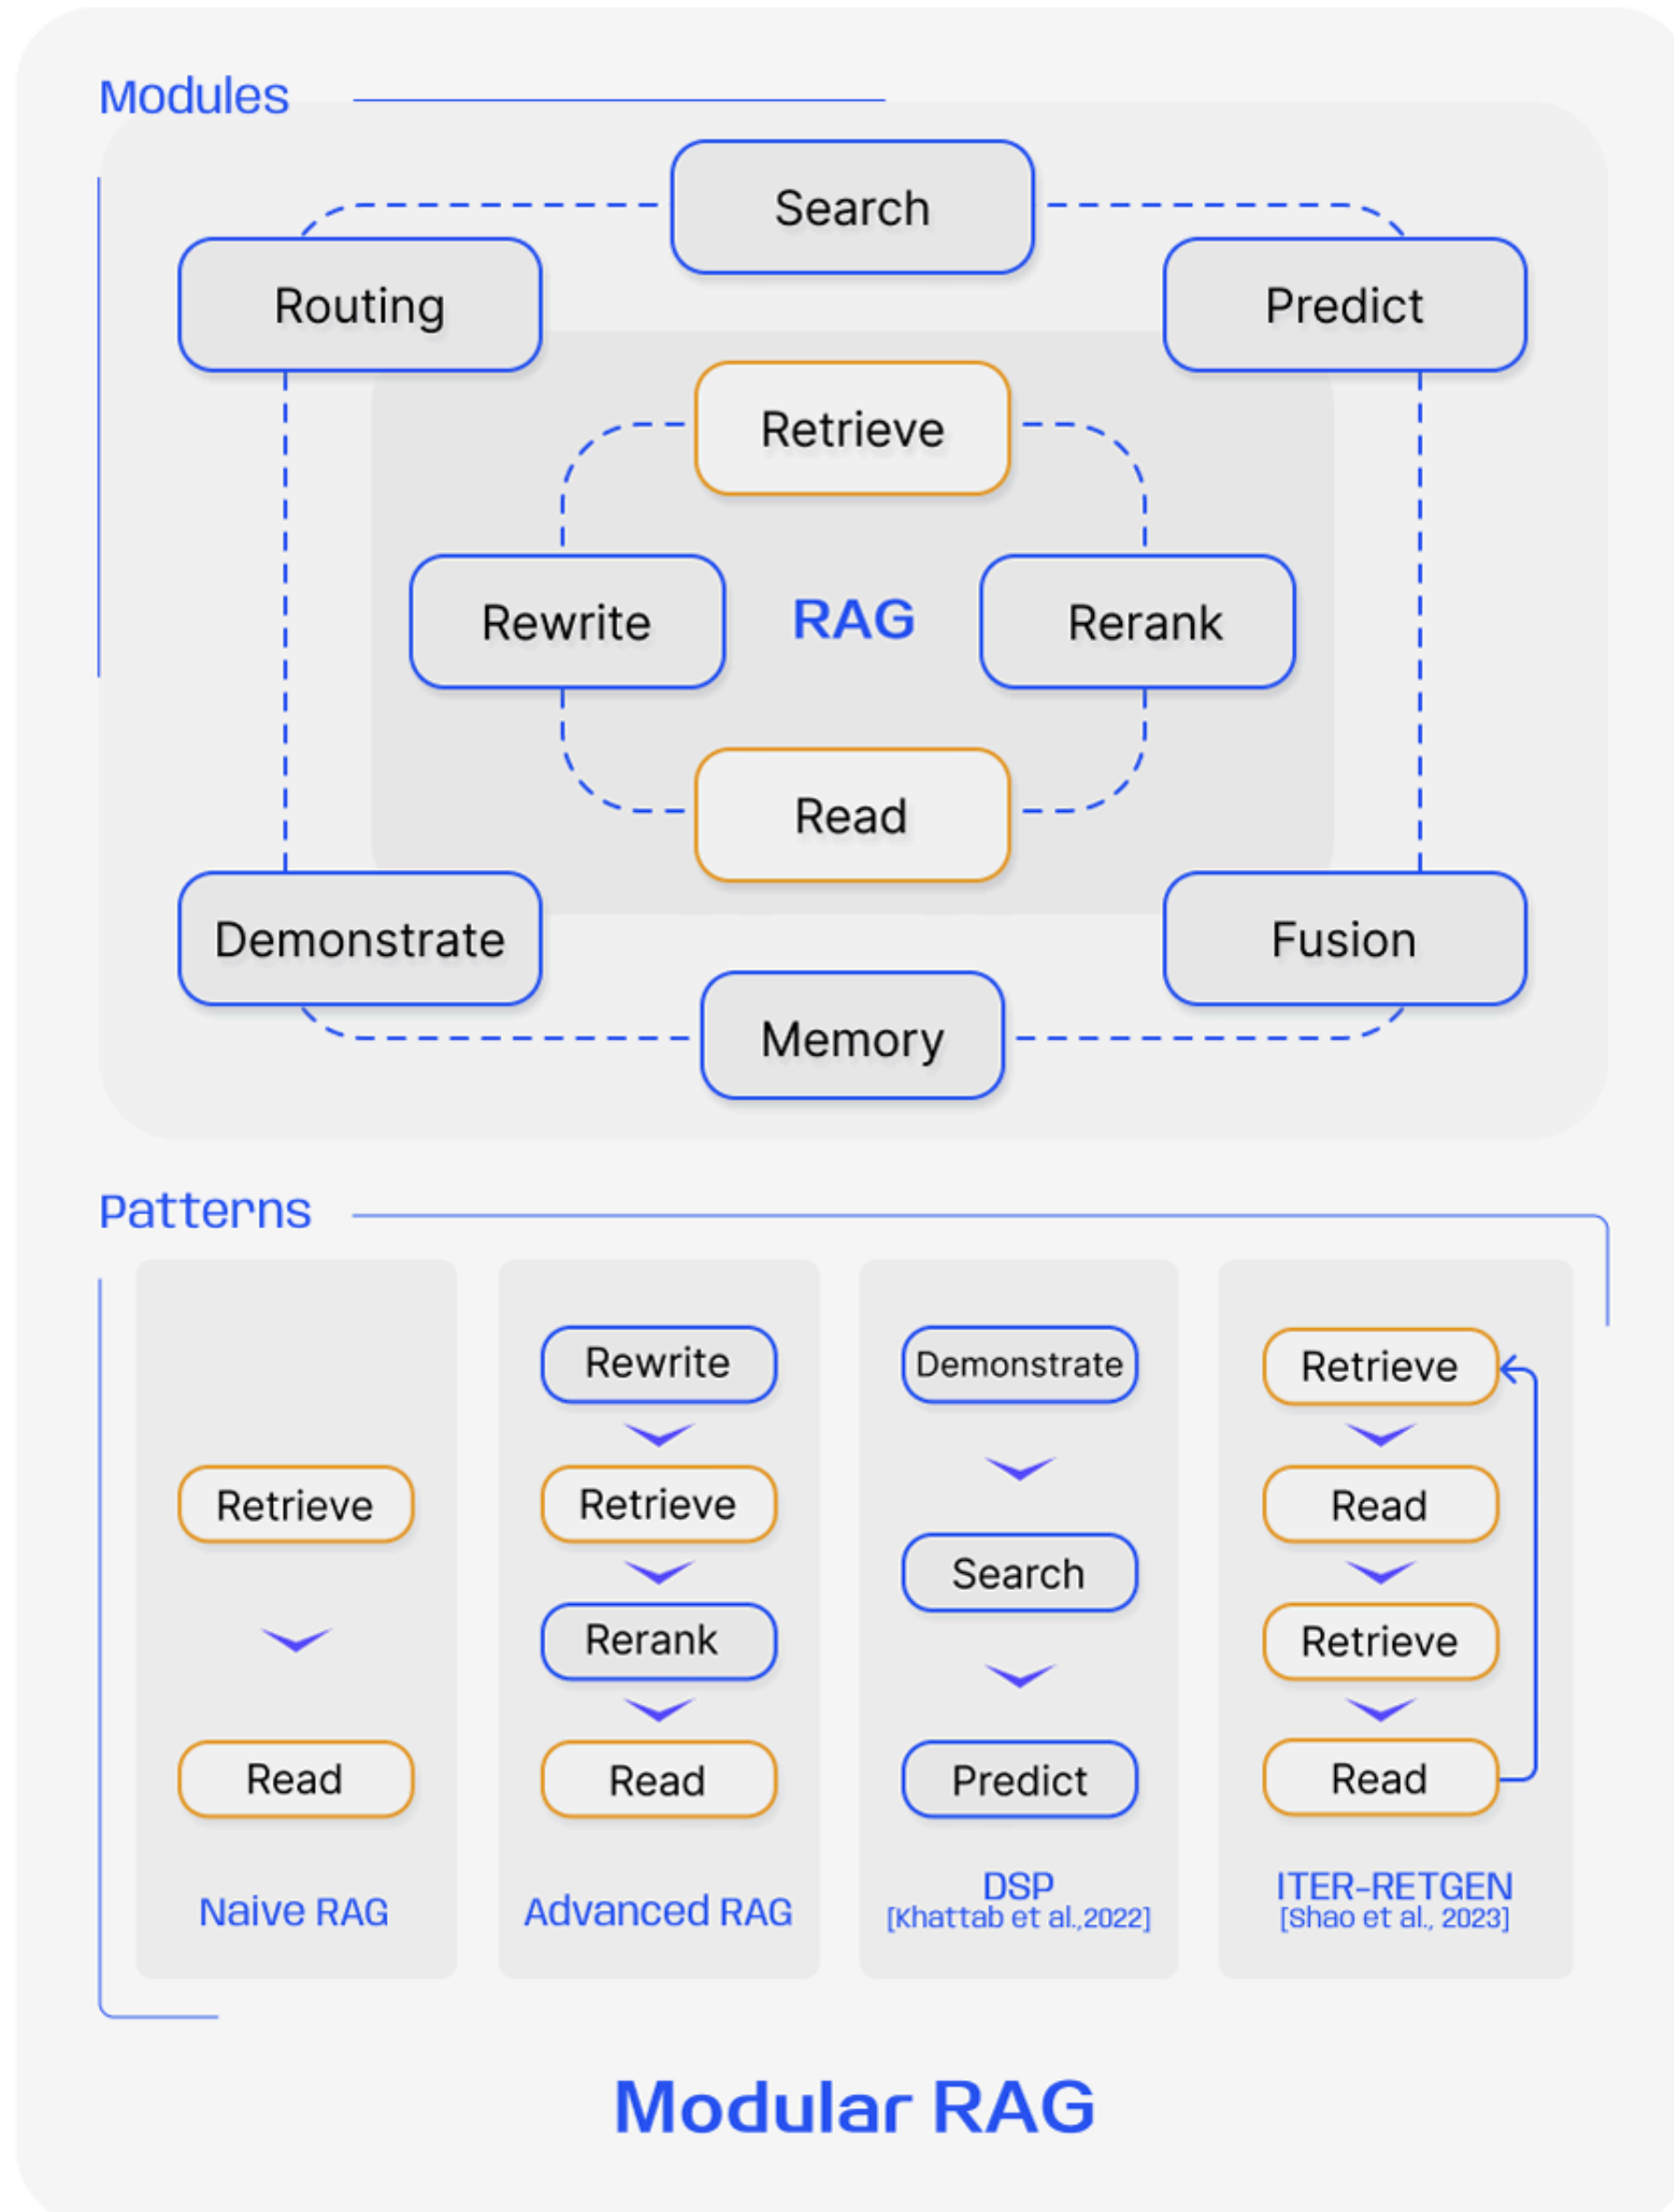 Modules
Search
Routing
Predict
Retrieve
Rewrite
RAG
Rerank
Read
Demonstrate
Fusion
Memory
Patterns
Retrieve
Read
Naive RAG
Rewrite
Retrieve
Rerank
Read
Advanced RAG
Demonstrate
Search
Predict
DSP
[Khattab et al.,2022]
Retrieve
Read
Retrieve
Read
ITER-RETGEN
[Shao et al., 2023]
Modular RAG